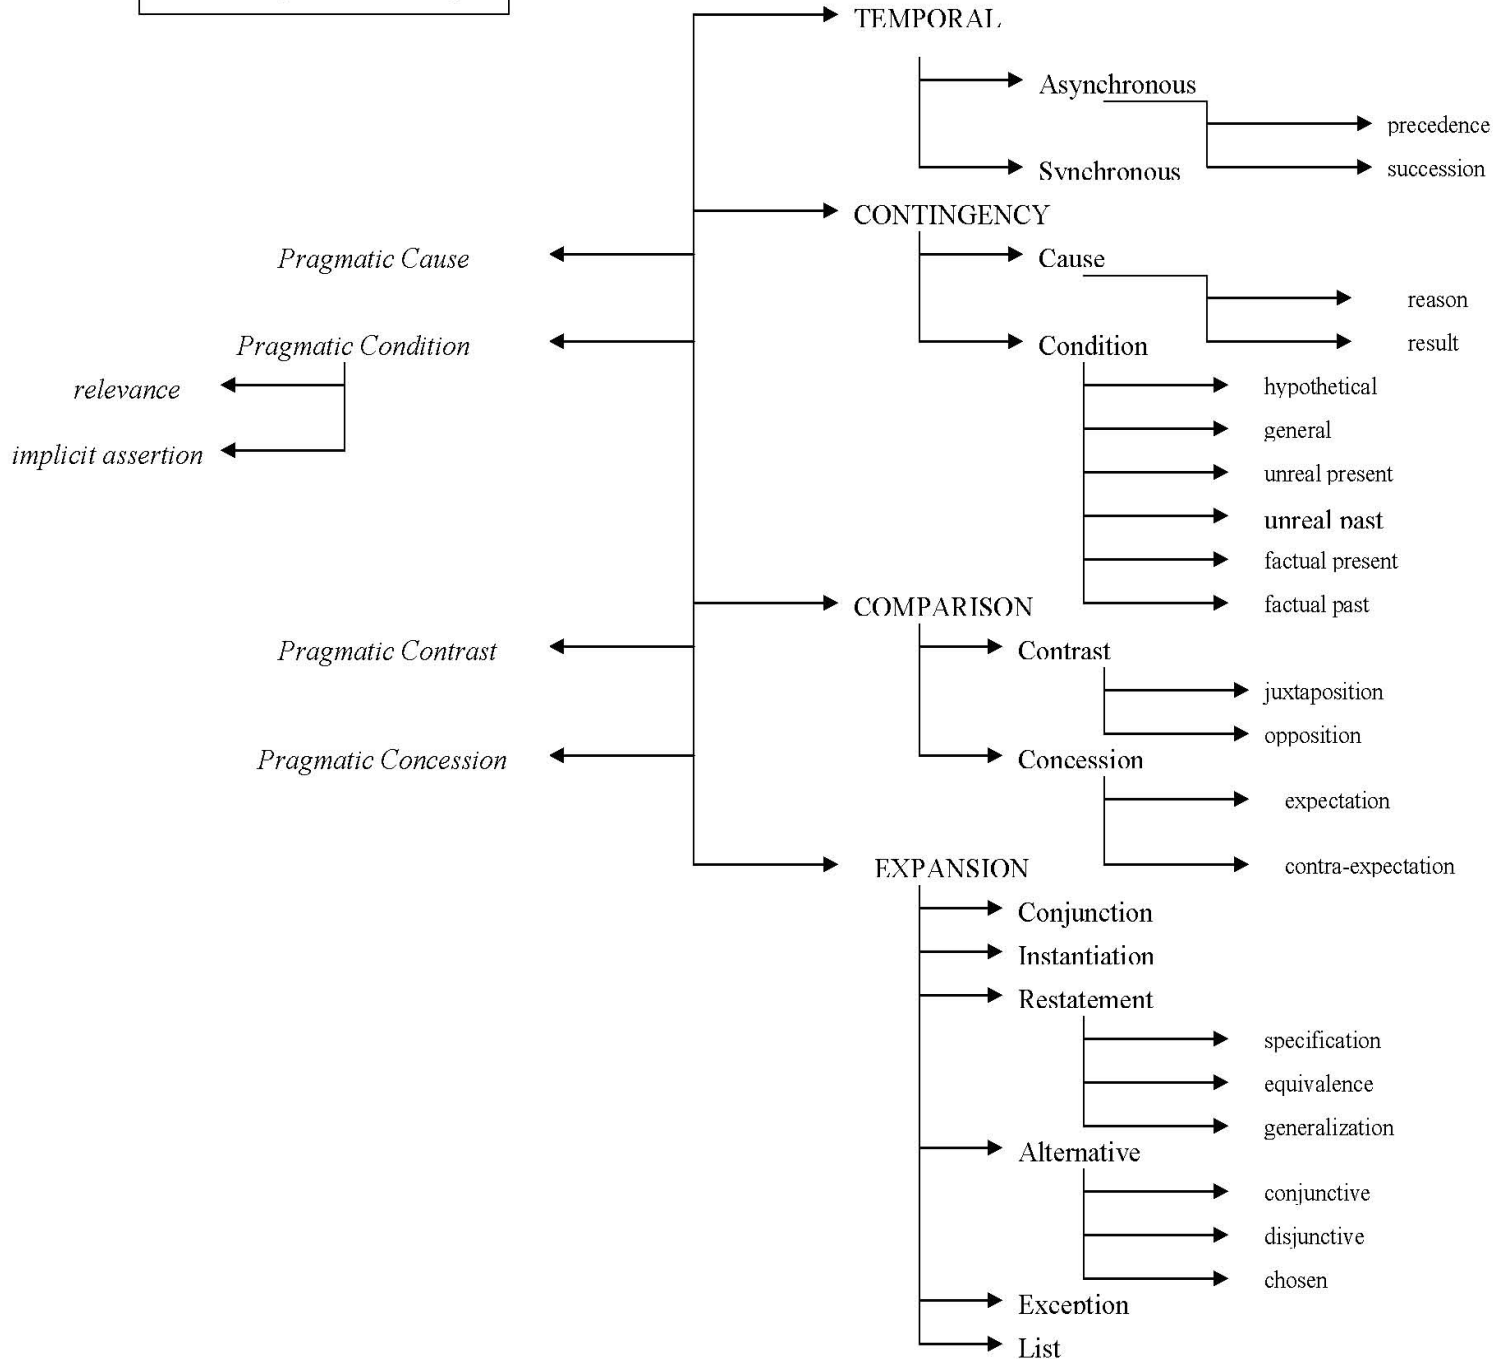 TEMPORAL
Asynchronous
precedence
succession
Synchronous
CONTINGENCY
Pragmatic Cause
Cause
reason
Pragmatic Condition
Condition
result
relevance
hypothetical
general
implicit assertion
unreal present
unreal past
factual present
factual past
COMPARISON
Pragmatic Contrast
Contrast
juxtaposition
opposition
Pragmatic Concession
Concession
expectation
EXPANSION
contra-expectation
Conjunction
Instantiation
Restatement
specification
equivalence
generalization
Alternative
conjunctive
disjunctive
chosen
Exception
List